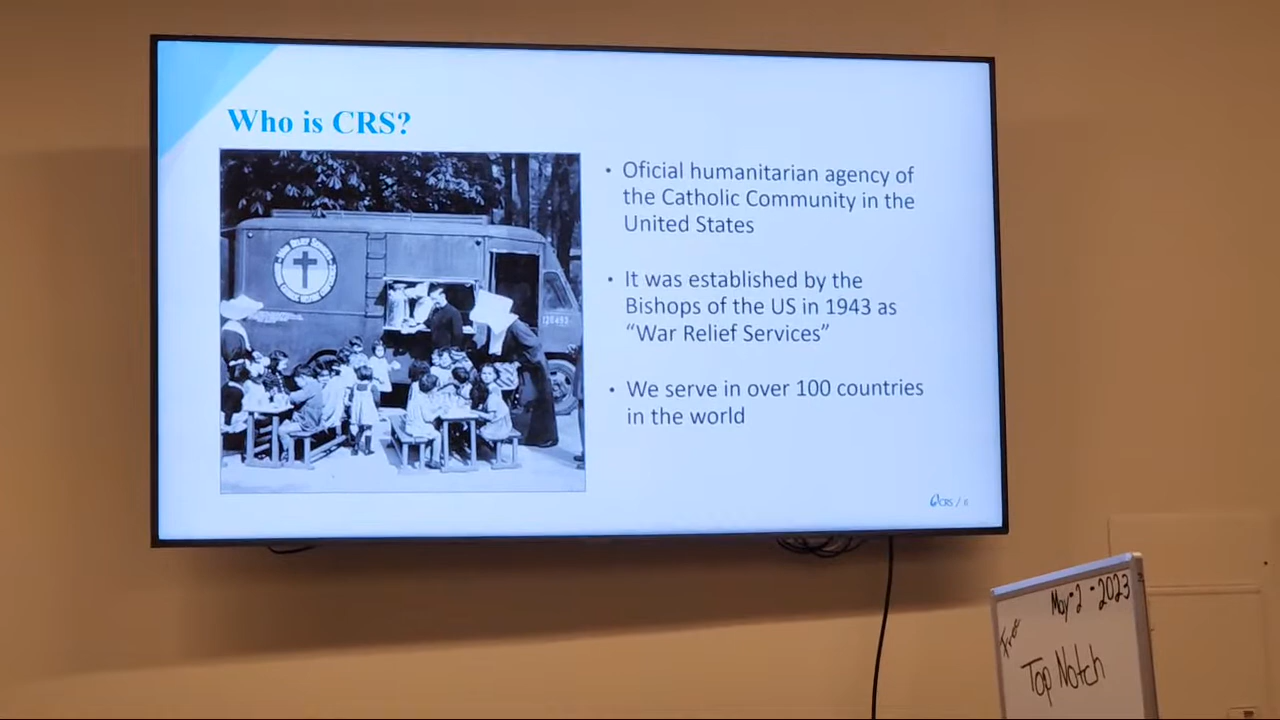 Who is CRS?
• Oficial humanitarian agency of
the Catholic Community in the
United States
• It was established by the
Bishops of the US in 1943 as
“War Relief Services”
• We serve in over 100 countries
in the world
CRS /
May-2-2023
Free
Top Notch